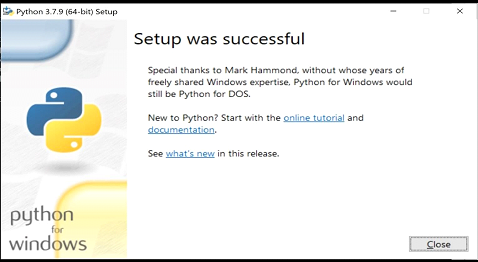 Python 3.7.9 (64-bit) Setup
Setup was successful
Special thanks to Mark Hammond, without whose years of
freely shared Windows expertise, Python for Windows would
still be Python for DOS.
New to Python? Start with the online tutorial and
documentation.
See what's new in this release.
python
for
windows
Close